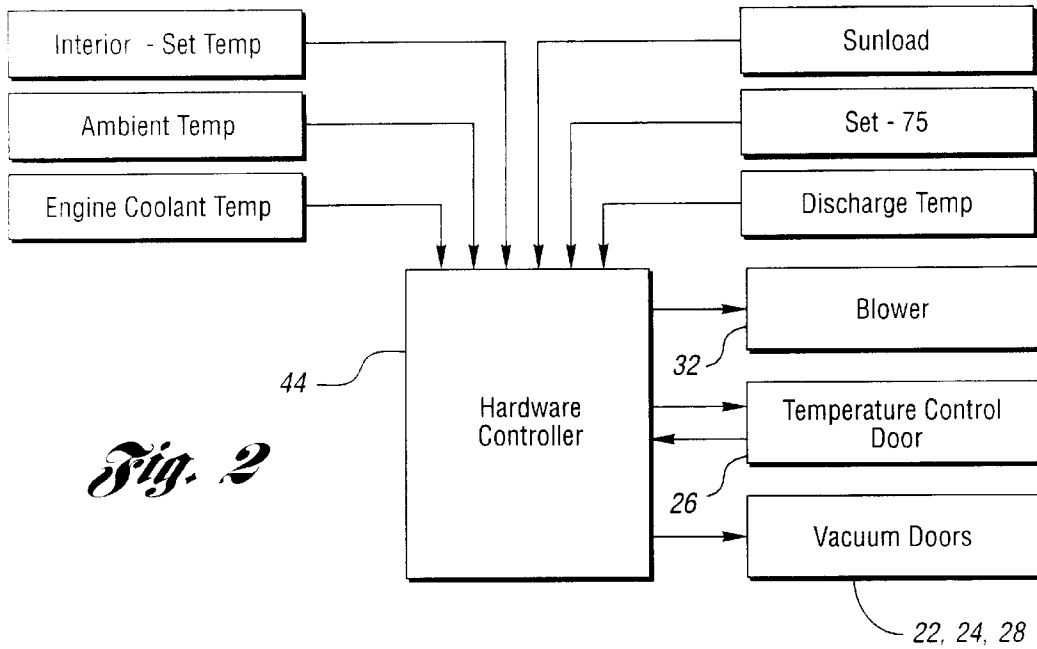 Interior - Set Temp
Ambient Temp
Engine Coolant Temp
Sunload
Set - 75
Discharge Temp
Blower
32
44
Hardware
Controller
Temperature Control
Door
26
Vacuum Doors
22, 24, 28
Fig. 2